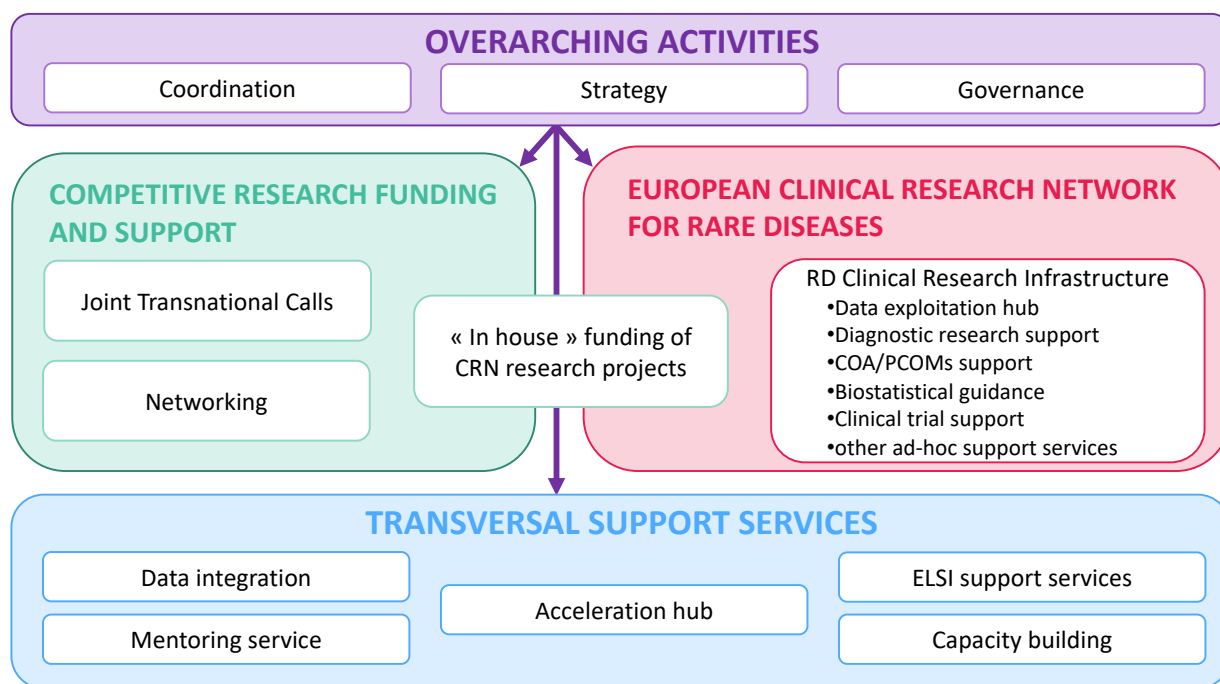 OVERARCHING ACTIVITIES
Coordination
Strategy
Governance
COMPETITIVE RESEARCH FUNDING
AND SUPPORT
Joint Transnational Calls
Networking
« In house » funding of
CRN research projects
EUROPEAN CLINICAL RESEARCH NETWORK
FOR RARE DISEASES
RD Clinical Research Infrastructure
•Data exploitation hub
•Diagnostic research support
•COA/PCOMs support
•Biostatistical guidance
•Clinical trial support
•other ad-hoc support services
TRANSVERSAL SUPPORT SERVICES
Data integration
Mentoring service
Acceleration hub
ELSI support services
Capacity building